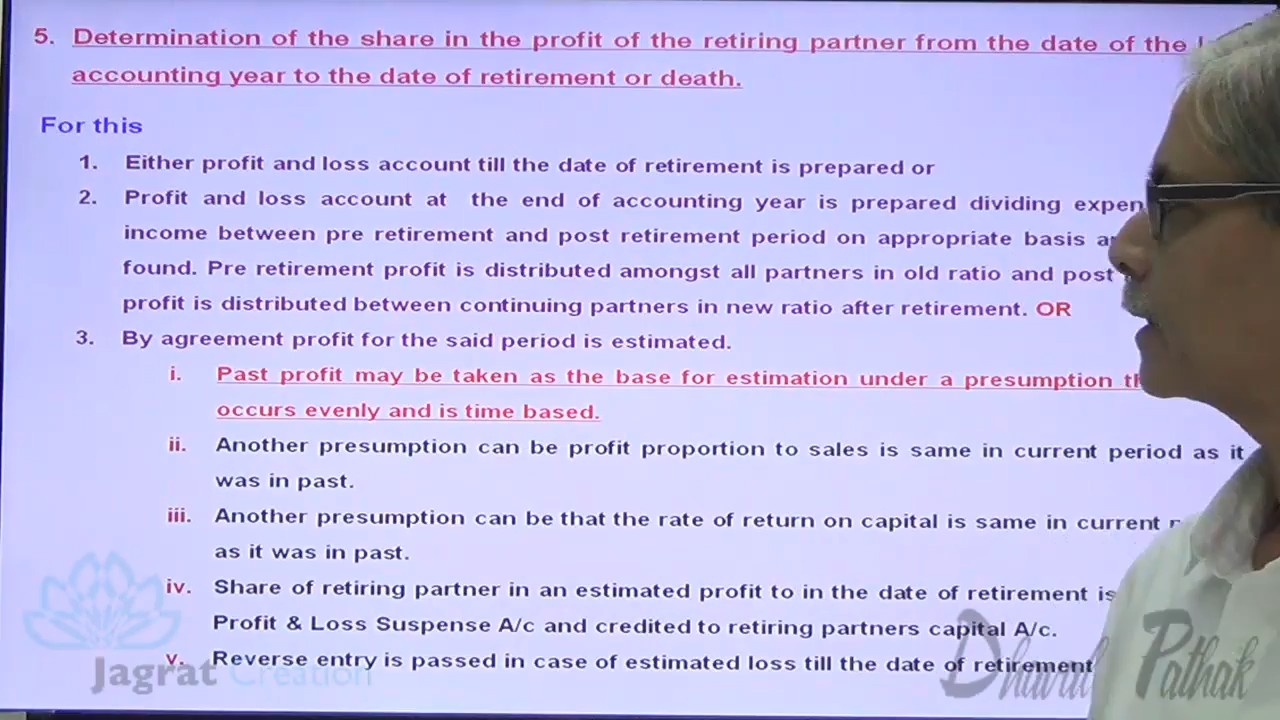 5. Determination of the share in the profit of the retiring partner from the date of the
accounting year to the date of retirement or death.
For this
1. Either profit and loss account till the date of retirement is prepared or
2. Profit and loss account at the end of accounting year is prepared dividing
income between pre retirement and post retirement period on appropriate basis
found. Pre retirement profit is distributed amongst all partners in old ratio and post
profit is distributed between continuing partners in new ratio after retirement. OR
3. By agreement profit for the said period is estimated.
i. Past profit may be taken as the base for estimation under a presumption
occurs evenly and is time based.
ii. Another presumption can be profit proportion to sales is same in current period as it
was in past.
iii. Another presumption can be that the rate of return on capital is same in current
as it was in past.
iv. Share of retiring partner in an estimated profit to in the date of retirement is
Profit & Loss Suspense A/c and credited to retiring partners capital A/c.
v. Reverse entry is passed in case of estimated loss till the date of retirement
Jagrat Creation
Dhaval Pathak